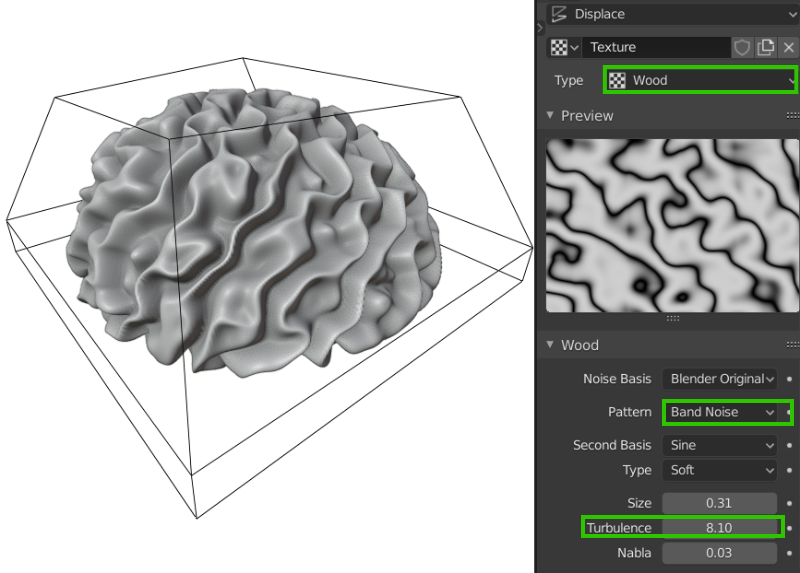 Displace
Texture
Type Wood
Preview
Wood
Noise Basis Blender Original
Pattern Band Noise
Second Basis Sine
Type Soft
Size 0.31
Turbulence 8.10
Nabla 0.03